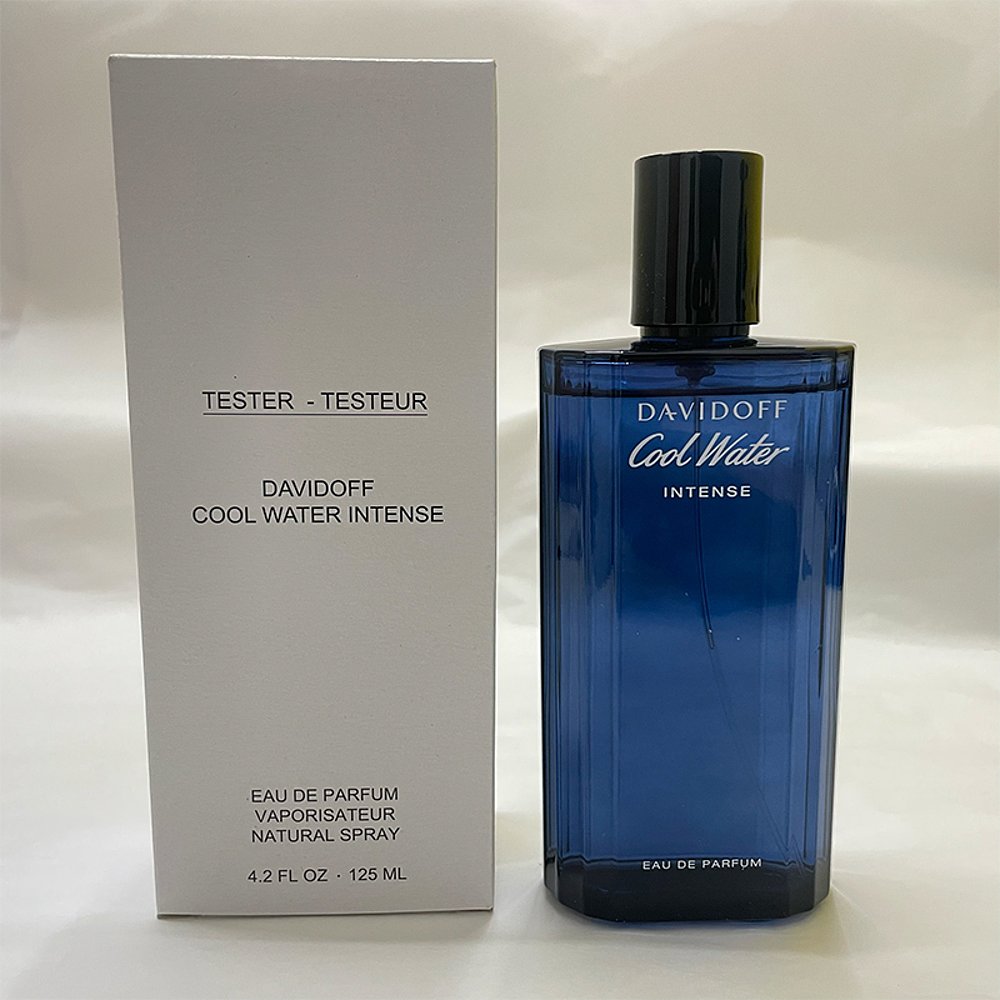 TESTER - TESTEUR
DAVIDOFF
COOL WATER INTENSE
EAU DE PARFUM
VAPORISATEUR
NATURAL SPRAY
4.2 FL OZ · 125 ML
DAVIDOFF
Cool Water
INTENSE
EAU DE PARFUM